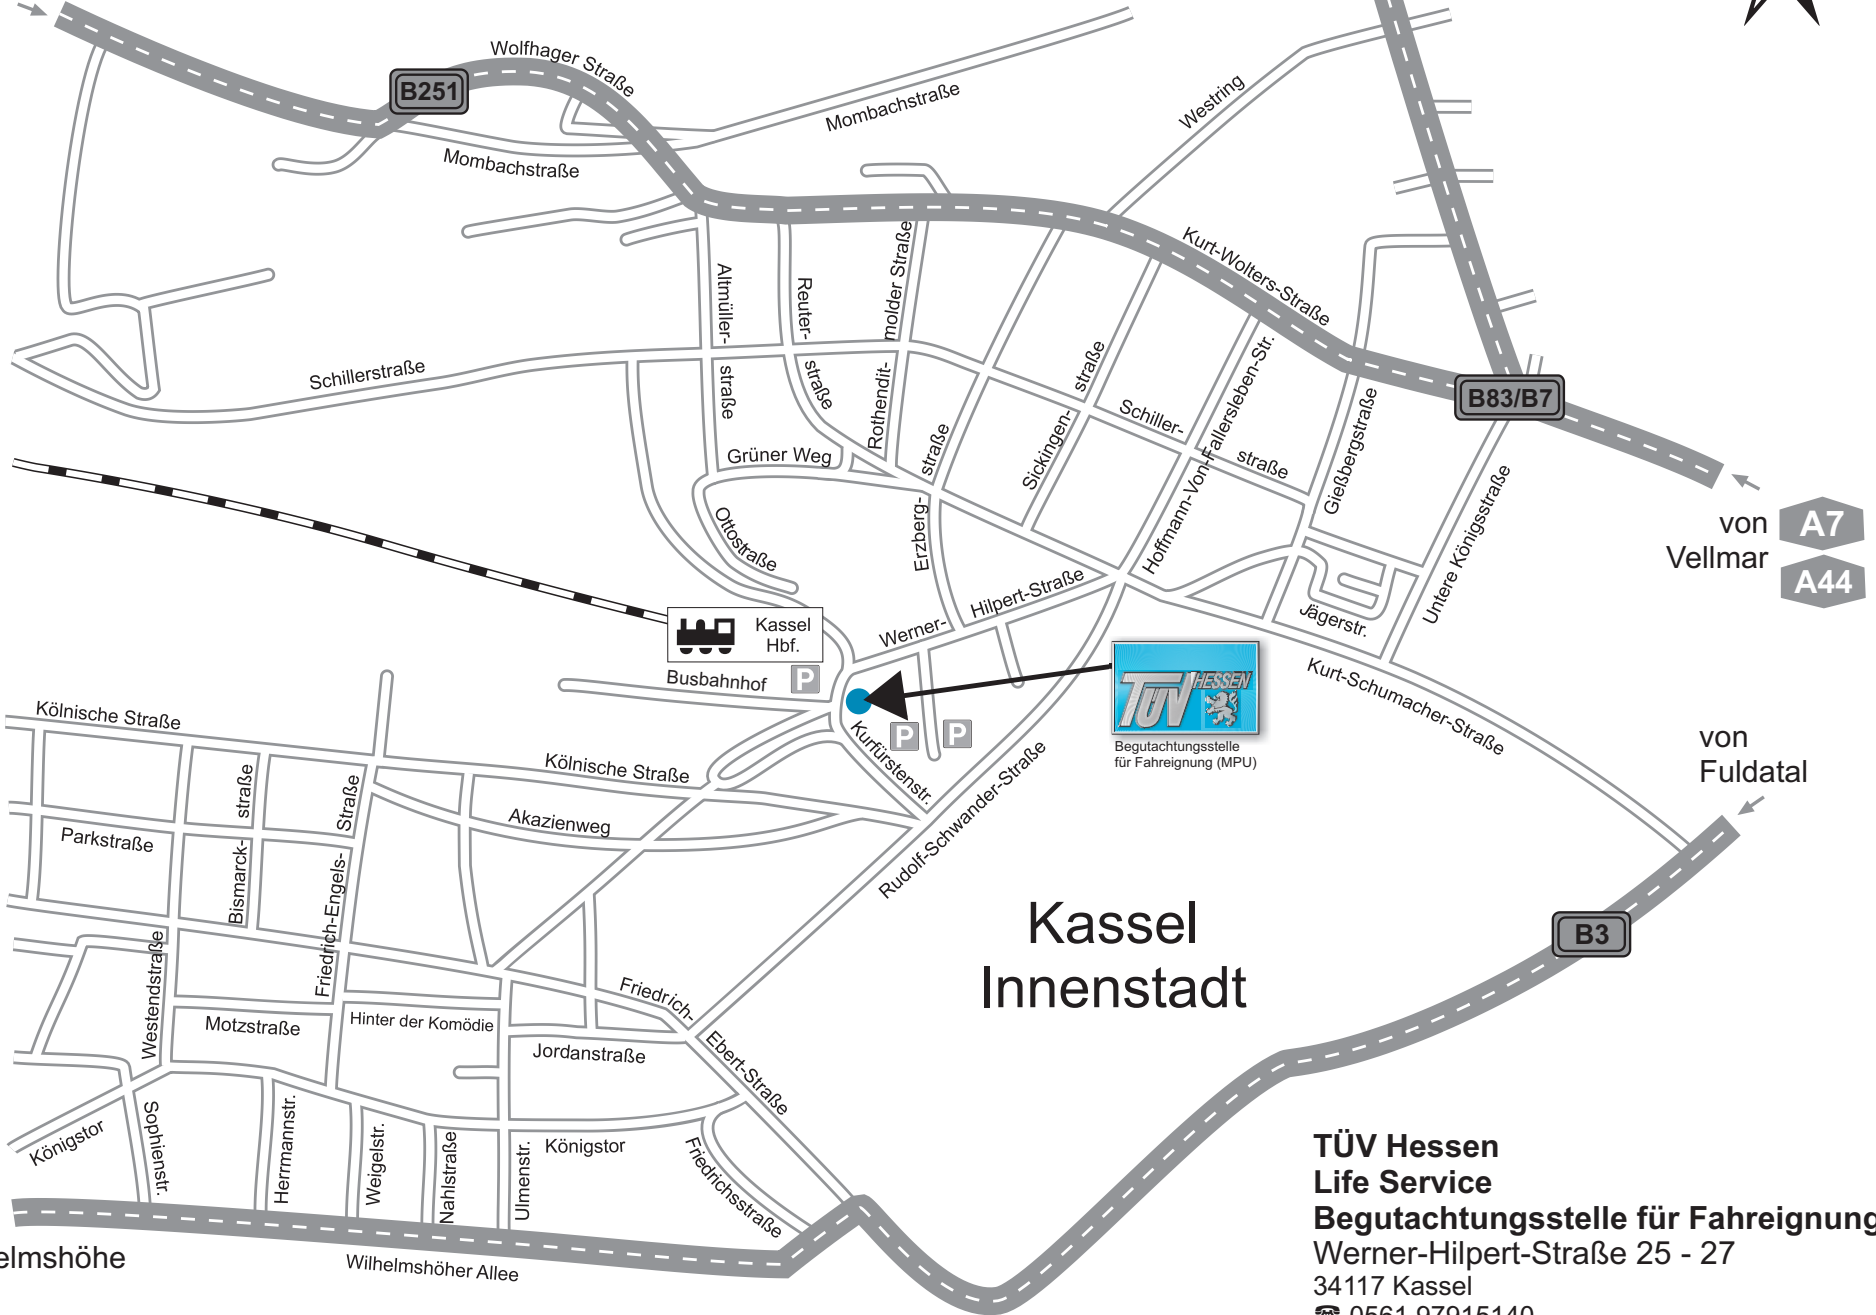 Wolfhager Straße
B251
Mombachstraße
Mombachstraße
Westring
Kurt-Wolters-Straße
Altmüller-
straße
Reuter-
straße
Rothendit-
molder Straße
Schillerstraße
Sickingen-
straße
Schiller-
straße
Hoffmann-Von-Fallersleben-Str.
Gießbergstraße
B83/B7
Untere Königsstraße
von
Vellmar
A7
A44
Grüner Weg
Ottostraße
Erzberg-
straße
Werner-
Hilpert-Straße
Jägerstr.
Kurt-Schumacher-Straße
Kassel
Hbf.
Busbahnhof
P
P
P
TÜV HESSEN
Begutachtungsstelle
für Fahreignung (MPU)
Kurfürstenstr.
Rudolf-Schwander-Straße
von
Fuldatal
B3
Kölnische Straße
Kölnische Straße
Akazienweg
Parkstraße
Bismarck-
straße
Friedrich-Engels-
Straße
Westendstraße
Motzstraße
Hinter der Komödie
Jordanstraße
Friedrich-
Ebert-Straße
Kassel
Innenstadt
Königstor
Sophienstr.
Herrmannstr.
Weigelstr.
Nahlstraße
Ulmenstr.
Königstor
Friedrichsstraße
Wilhelmshöher Allee
elmshöhe
TÜV Hessen
Life Service
Begutachtungsstelle für Fahreignung
Werner-Hilpert-Straße 25 - 27
34117 Kassel
☎ 0561 97915140